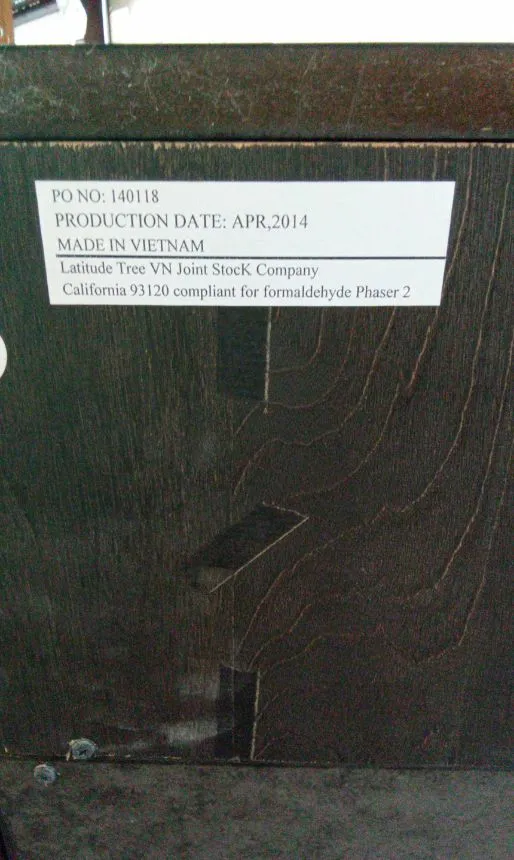 PO NO: 140118
PRODUCTION DATE: APR,2014
MADE IN VIETNAM
Latitude Tree VN Joint StocK Company
California 93120 compliant for formaldehyde Phaser 2